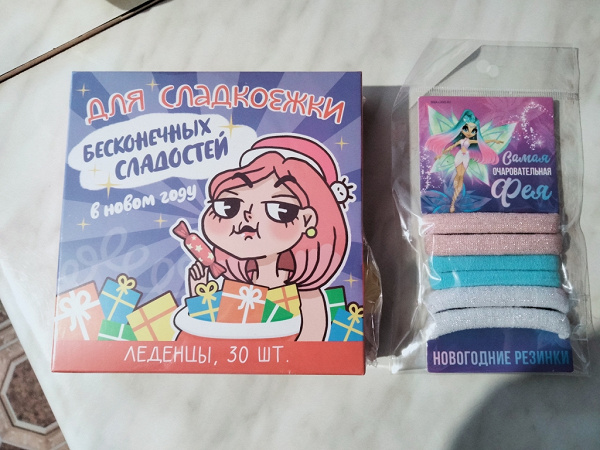 ДЛЯ СЛАДКОЕЖКИ
БЕСКОНЕЧНЫХ
СЛАДОСТЕЙ
в новом году
ЛЕДЕНЦЫ, 30 ШТ.
Самая
ОЧАРОВАТЕЛЬНАЯ
Фея
НОВОГОДНИЕ РЕЗИНКИ